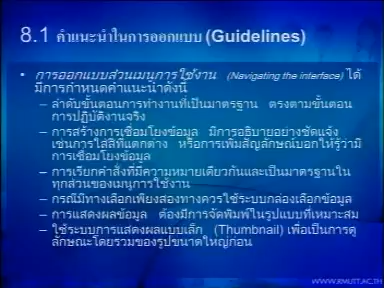 8.1 คำแนะนำในการออกแบบ (Guidelines)
• การออกแบบส่วนเมนูการใช้งาน (Navigating the interface) ได้
มีการกำหนดคำแนะนำดังนี้
– ลำดับขั้นตอนการทำงานที่เป็นมาตรฐาน ตรงตามขั้นตอน
การปฏิบัติงานจริง
– การสร้างการเชื่อมโยงข้อมูล มีการอธิบายอย่างชัดแจ้ง
เช่นการใส่สีที่แตกต่าง หรือการเพิ่มสัญลักษณ์บอกให้รู้ว่ามี
การเชื่อมโยงข้อมูล
– การเรียกคำสั่งที่มีความหมายเดียวกันและเป็นมาตรฐานใน
ทุกส่วนของเมนูการใช้งาน
– กรณีมีทางเลือกเพียงสองทางควรใช้ระบบกล่องเลือกข้อมูล
– การแสดงผลข้อมูล ต้องมีการจัดพิมพ์ในรูปแบบที่เหมาะสม
– ใช้ระบบการแสดงผลแบบเล็ก (Thumbnail) เพื่อเป็นการดู
ลักษณะโดยรวมของรูปขนาดใหญ่ก่อน
WWW.RMUTT.AC.TH